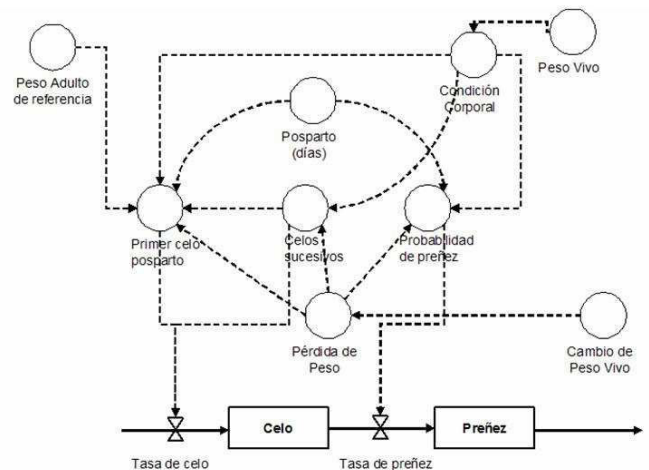 Peso Adulto
de referencia
Peso Vivo
Condición
Corporal
Posparto
(días)
Primer celo
posparto
Celos
sucesivos
Probabilidad
de preñez
Pérdida de
Peso
Cambio de
Peso Vivo
Celo
Preñez
Tasa de celo
Tasa de preñez